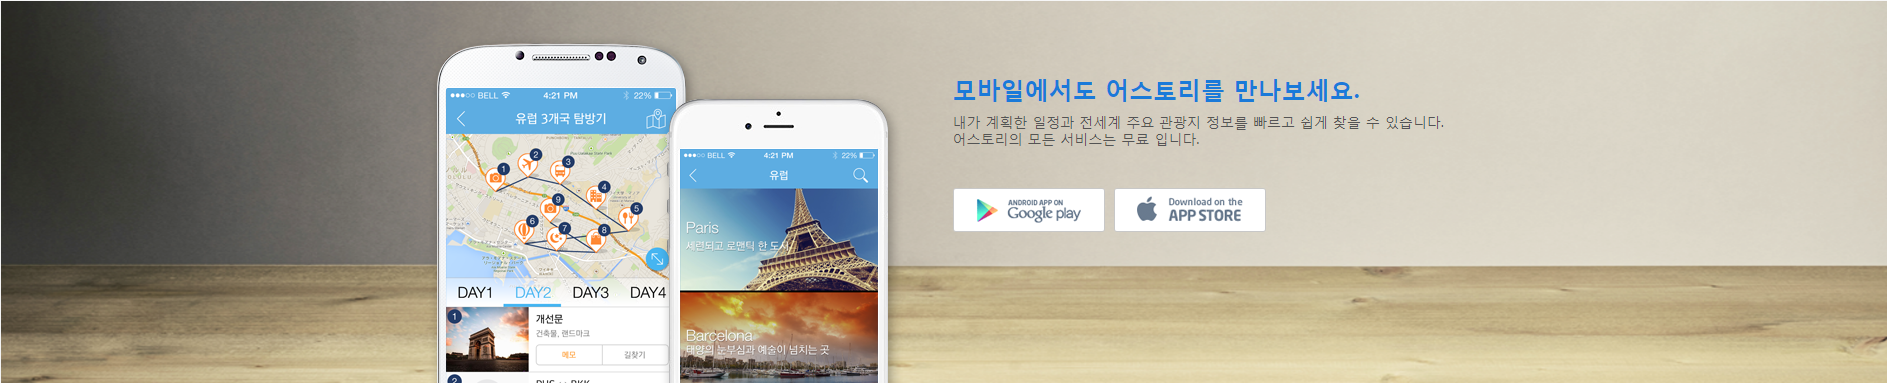 ●●●○○ BELL 4:21 PM 22%
유럽 3개국 탐방기
1
2
3
4
9
5
6
7
8
DAY1 DAY2 DAY3 DAY4
1
개선문
건축물, 랜드마크
메모 길찾기
2
●●●○○ BELL 4:21 PM 22%
유럽
Paris
세련되고 로맨틱 한 도시
Barcelona
태양의 눈부심과 예술이 넘치는 곳
모바일에서도 어스토리를 만나보세요.
내가 계획한 일정과 전세계 주요 관광지 정보를 빠르고 쉽게 찾을 수 있습니다.
어스토리의 모든 서비스는 무료 입니다.
ANDROID APP ON
Google play
Download on the
APP STORE